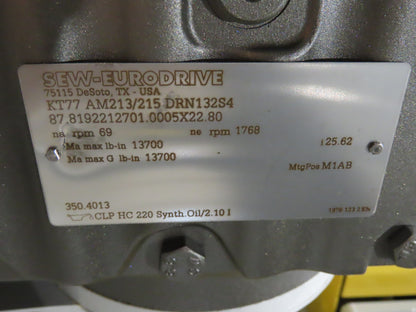 SEW-EURODRIVE
75115 DeSoto, TX - USA
KT77 AM213/215 DRN132S4
87.8192212701.0005X22.80
na rpm 69 ne rpm 1768 i 25.62
Ma max lb-in 13700
Ma max G lb-in 13700 MtgPos M1AB
350.4013
CLP HC 220 Synth.Oil/2.10 l